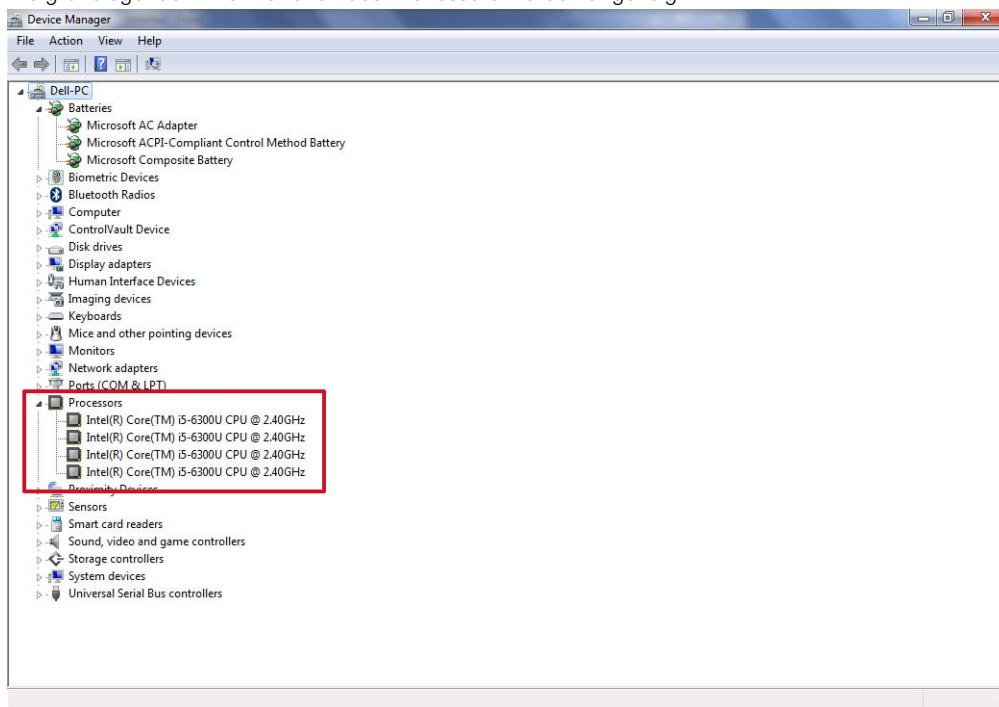 Device Manager
File Action View Help
Dell-PC
Batteries
Microsoft AC Adapter
Microsoft ACPI-Compliant Control Method Battery
Microsoft Composite Battery
Biometric Devices
Bluetooth Radios
Computer
ControlVault Device
Disk drives
Display adapters
Human Interface Devices
Imaging devices
Keyboards
Mice and other pointing devices
Monitors
Network adapters
Ports (COM & LPT)
Processors
Intel(R) Core(TM) i5-6300U CPU @ 2.40GHz
Intel(R) Core(TM) i5-6300U CPU @ 2.40GHz
Intel(R) Core(TM) i5-6300U CPU @ 2.40GHz
Intel(R) Core(TM) i5-6300U CPU @ 2.40GHz
Proximity Devices
Sensors
Smart card readers
Sound, video and game controllers
Storage controllers
System devices
Universal Serial Bus controllers